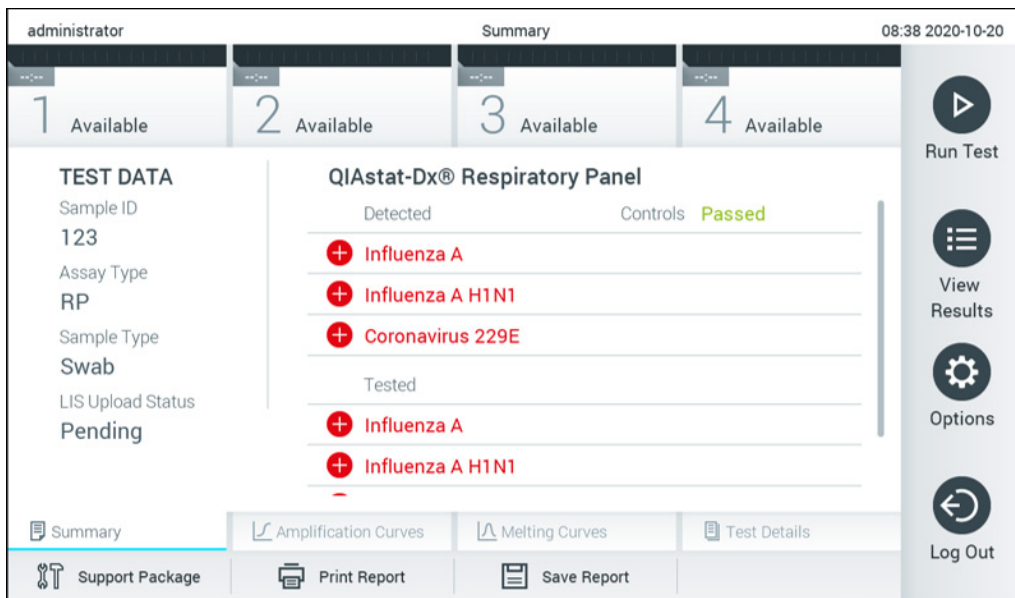 administrator Summary 08:38 2020-10-20
--:-- --:-- --:-- --:--
1 Available 2 Available 3 Available 4 Available
Run Test
View
Results
Options
Log Out
TEST DATA
Sample ID
123
Assay Type
RP
Sample Type
Swab
LIS Upload Status
Pending
QIAstat-Dx® Respiratory Panel
Detected Controls Passed
Influenza A
Influenza A H1N1
Coronavirus 229E
Tested
Influenza A
Influenza A H1N1
Summary Amplification Curves Melting Curves Test Details
Support Package Print Report Save Report